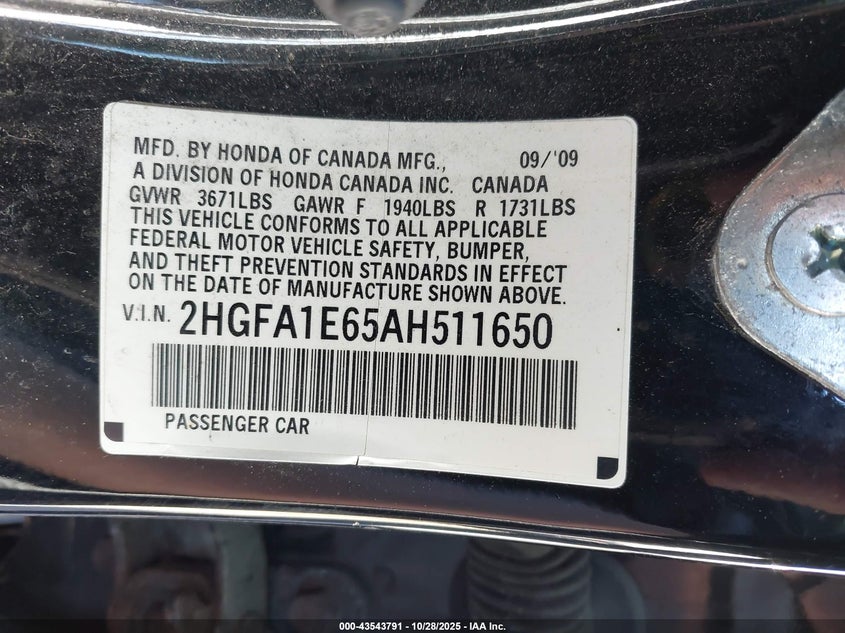 MFD. BY HONDA OF CANADA MFG., 09/'09
A DIVISION OF HONDA CANADA INC. CANADA
GVWR 3671LBS GAWR F 1940LBS R 1731LBS
THIS VEHICLE CONFORMS TO ALL APPLICABLE
FEDERAL MOTOR VEHICLE SAFETY, BUMPER,
AND THEFT PREVENTION STANDARDS IN EFFECT
ON THE DATE OF MANUFACTURE SHOWN ABOVE.
V.I.N. 2HGFA1E65AH511650
PASSENGER CAR
000-43543791 | 10/28/2025 | IAA Inc.